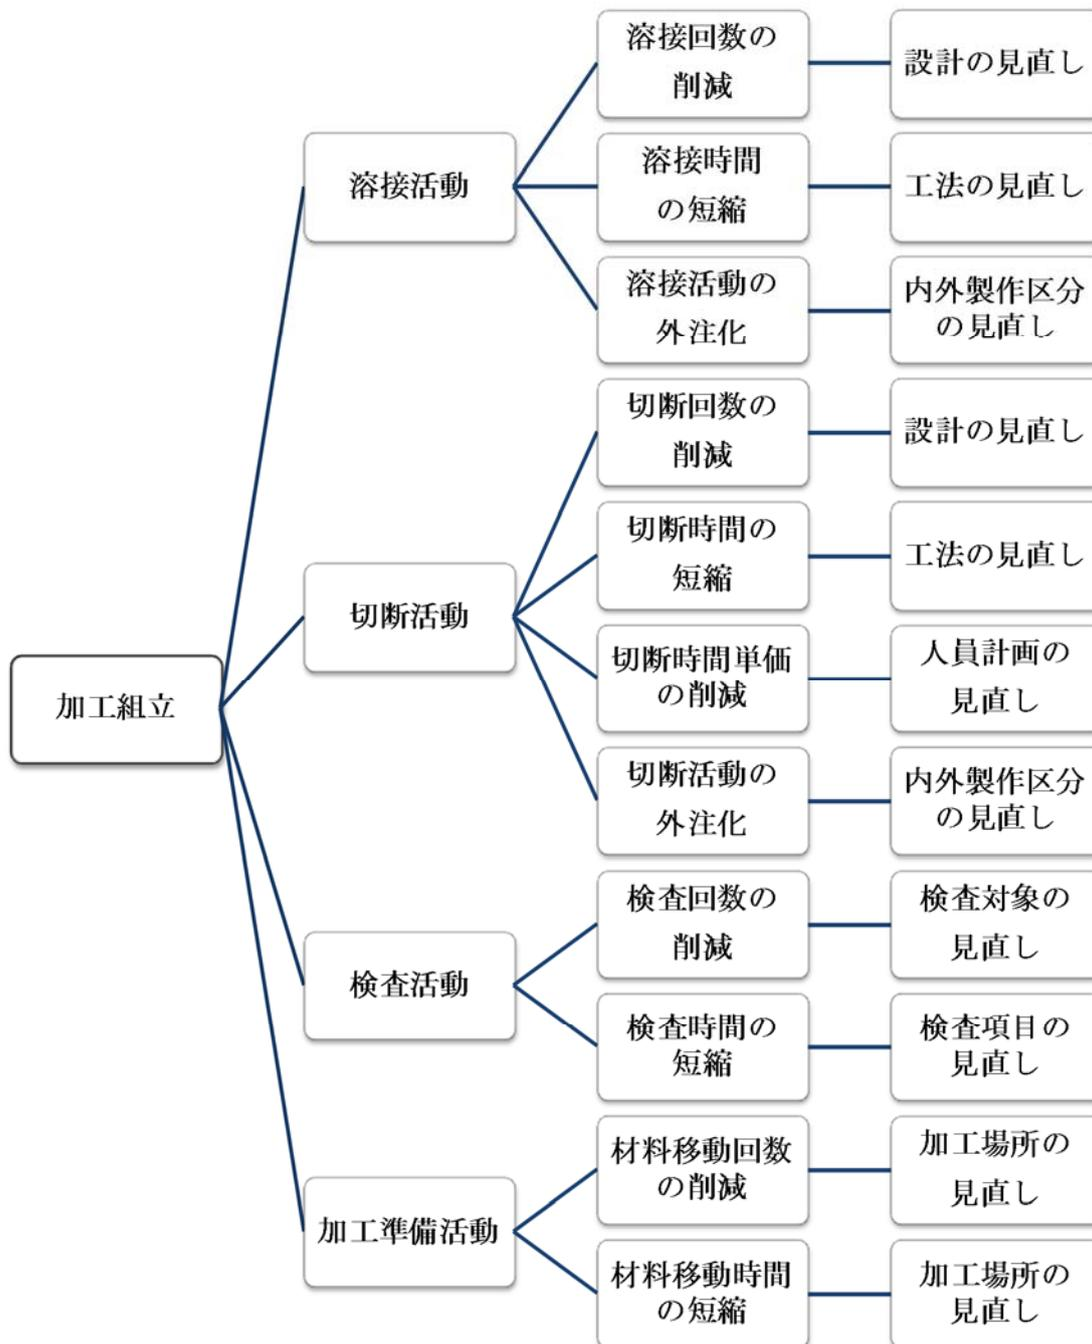 溶接回数の
削減
設計の見直し
溶接活動
溶接時間
の短縮
工法の見直し
溶接活動の
外注化
内外製作区分
の見直し
切断回数の
削減
設計の見直し
切断時間の
短縮
工法の見直し
切断活動
切断時間単価
の削減
人員計画の
見直し
加工組立
切断活動の
外注化
内外製作区分
の見直し
検査回数の
削減
検査対象の
見直し
検査活動
検査時間の
短縮
検査項目の
見直し
材料移動回数
の削減
加工場所の
見直し
加工準備活動
材料移動時間
の短縮
加工場所の
見直し